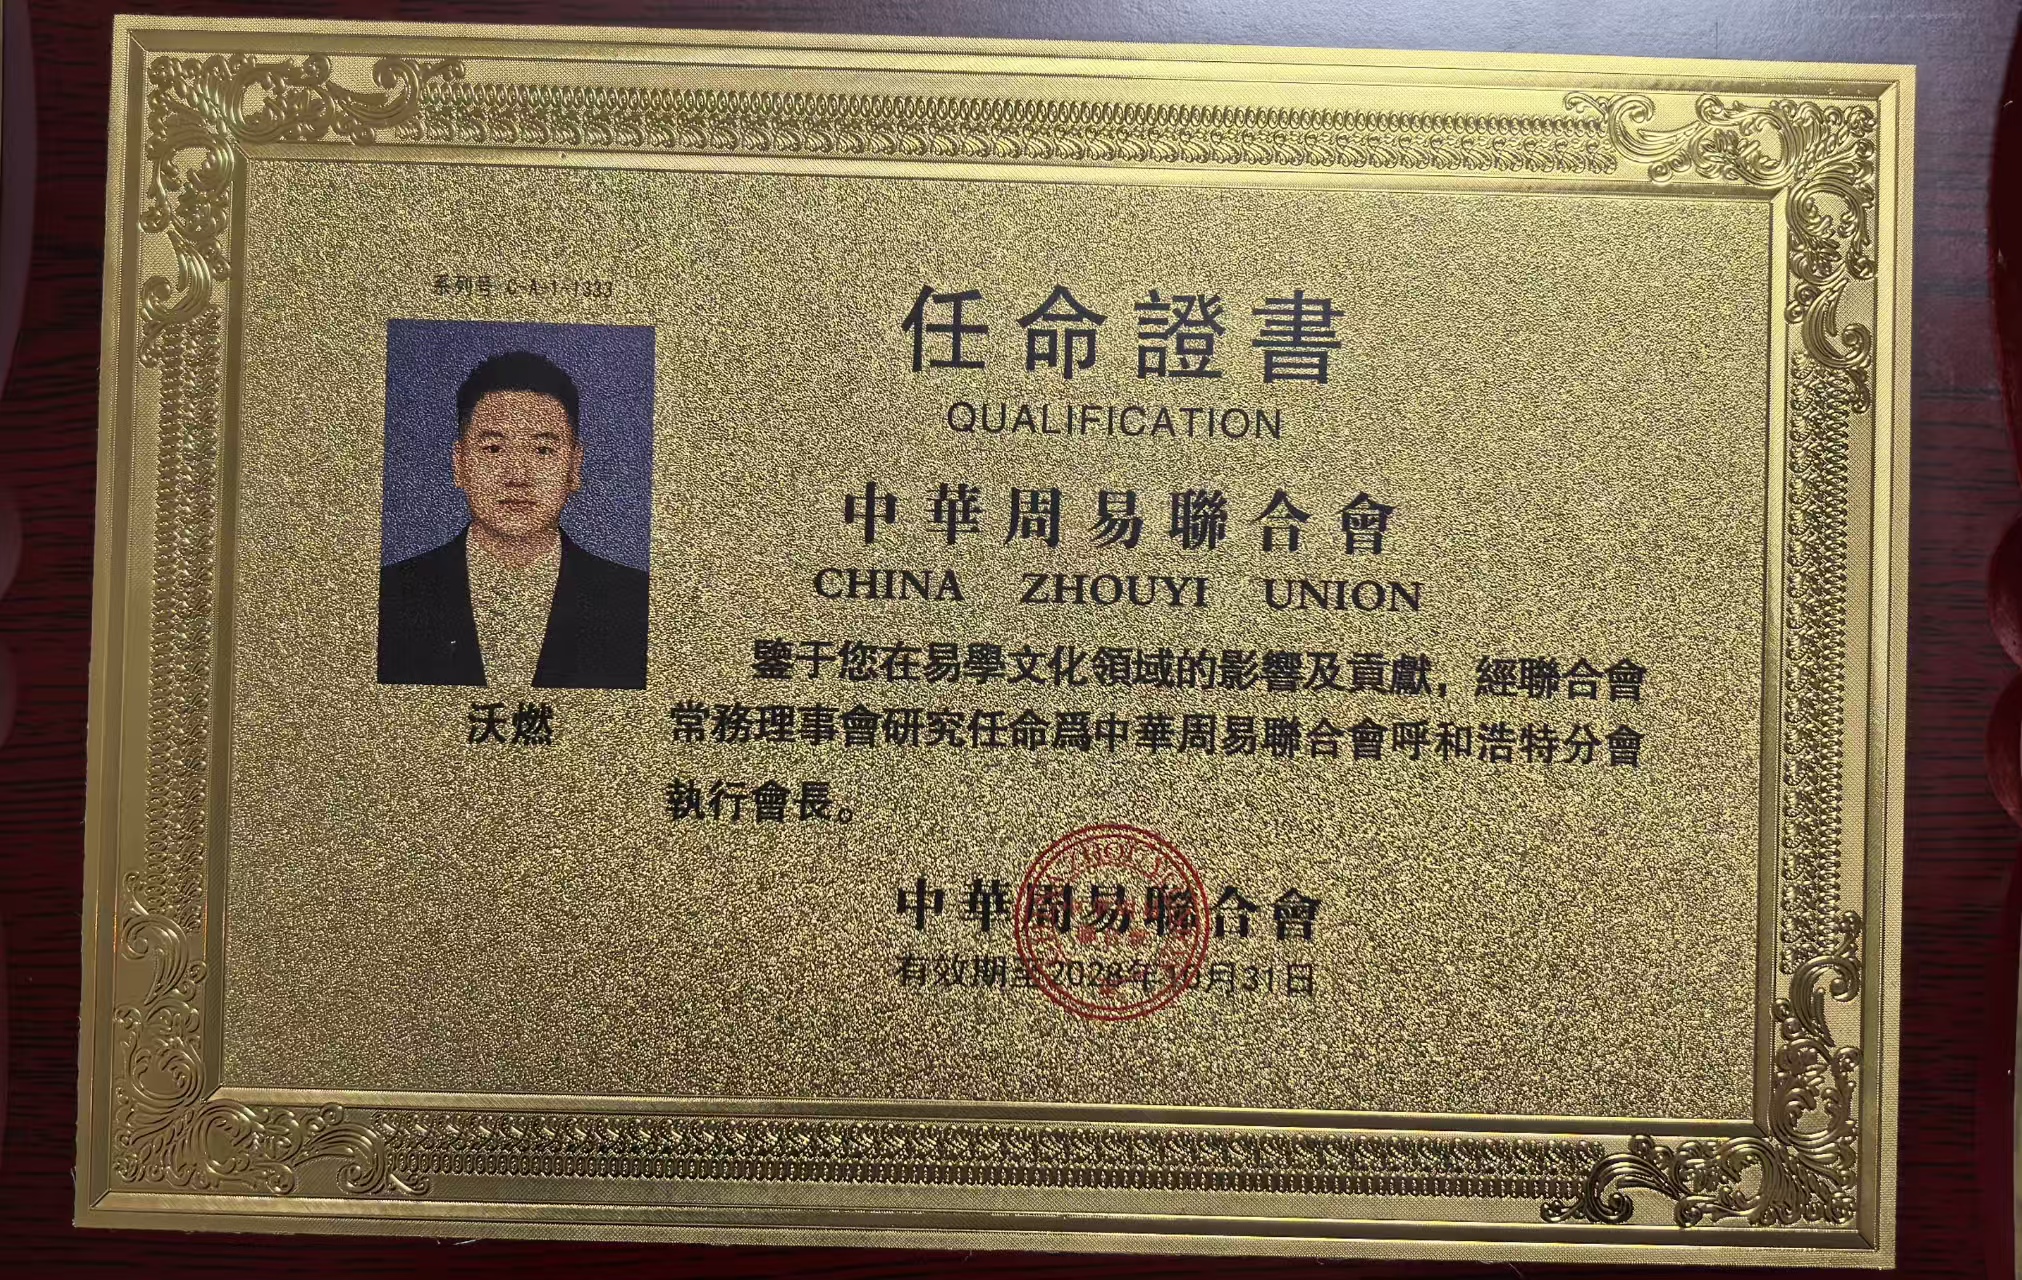 系列号 C-A-1-1333
任命證書
QUALIFICATION
中華周易聯合會
CHINA ZHOUYI UNION
鑒于您在易學文化領域的影響及貢獻，經聯合會
常務理事會研究任命爲中華周易聯合會呼和浩特分會
執行會長。
沃燃
中華周易聯合會
有效期至2028年10月31日